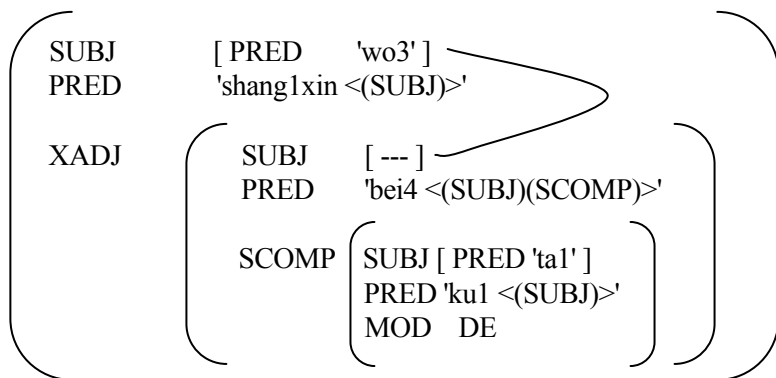 SUBJ [ PRED 'wo3' ]
PRED 'shang1xin <(SUBJ)>'
XADJ SUBJ [ --- ]
PRED 'bei4 <(SUBJ)(SCOMP)>'
SCOMP SUBJ [ PRED 'ta1' ]
PRED 'ku1 <(SUBJ)>'
MOD DE